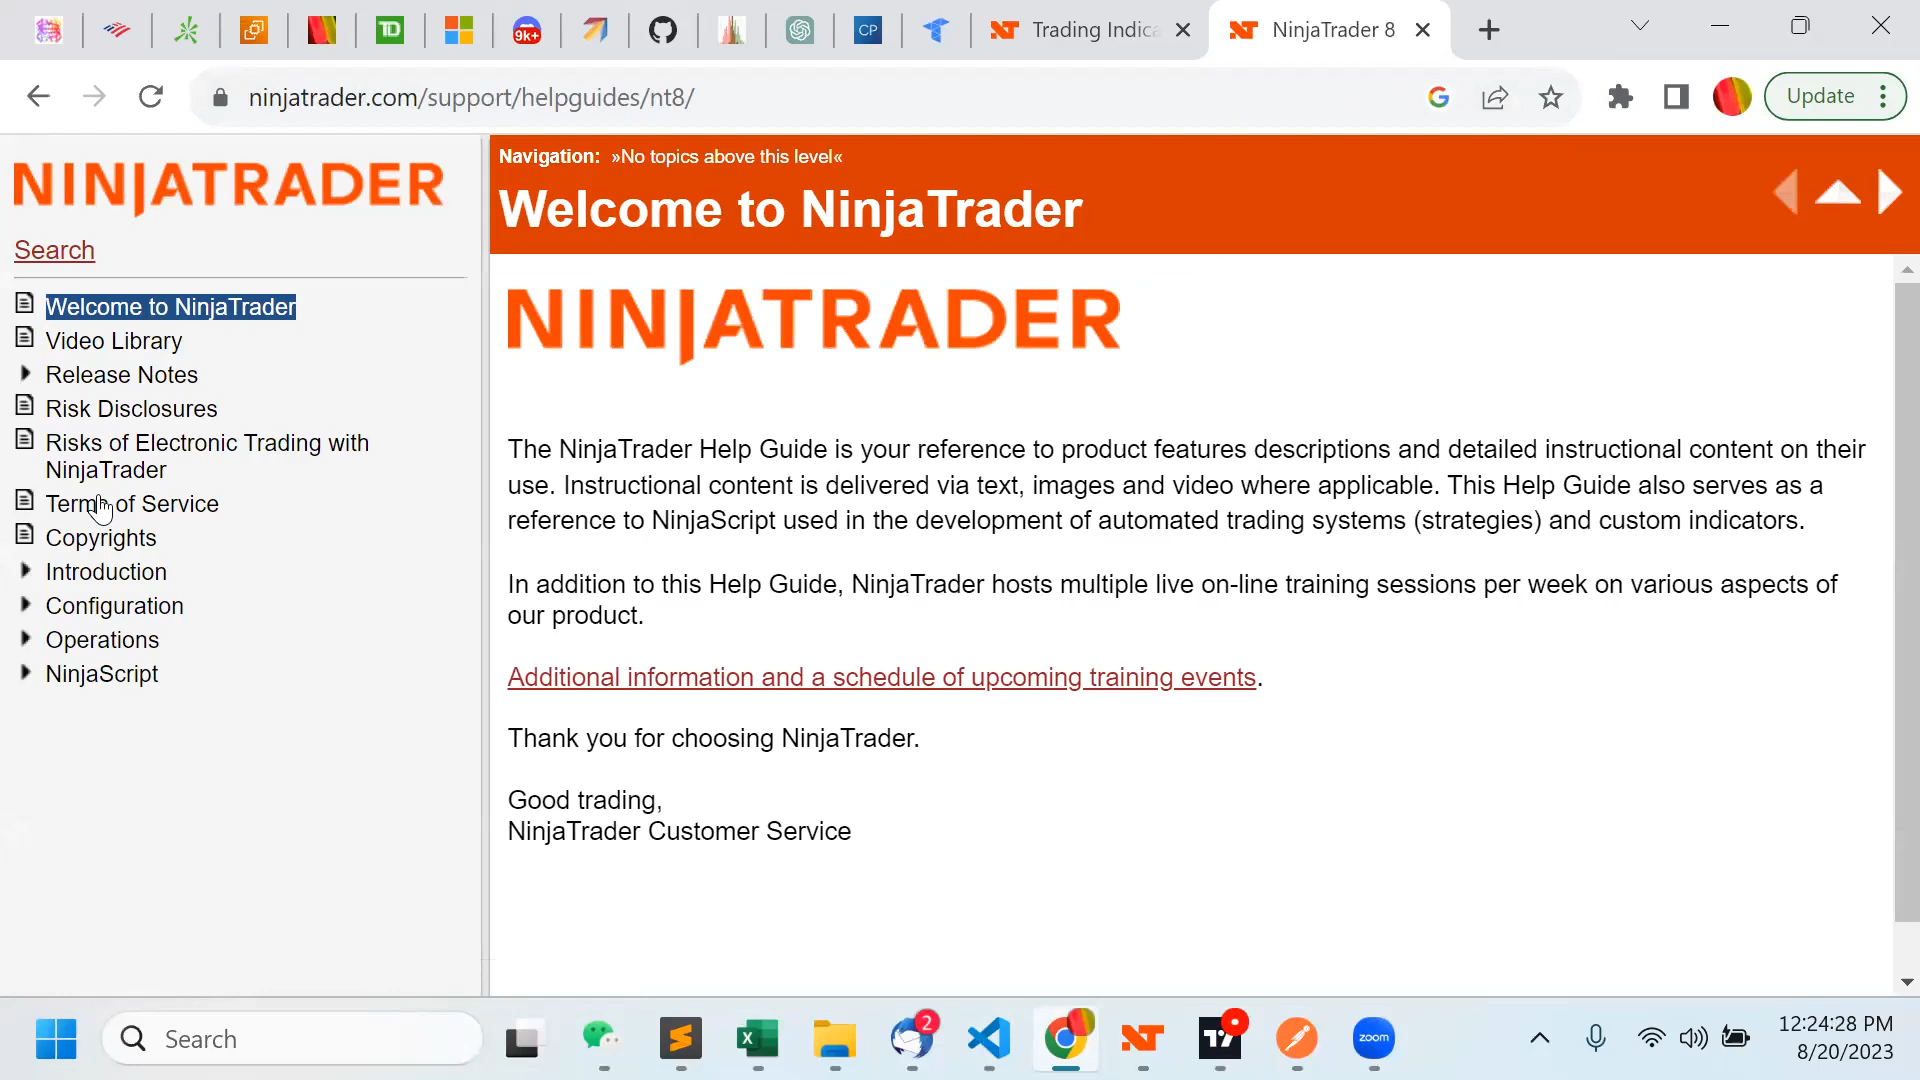 9k+
TD
CP
Trading Indic
NinjaTrader 8
ninjatrader.com/support/helpguides/nt8/
Update
NINJATRADER
Search
Welcome to NinjaTrader
Video Library
Release Notes
Risk Disclosures
Risks of Electronic Trading with
NinjaTrader
Terms of Service
Copyrights
Introduction
Configuration
Operations
NinjaScript
Navigation: »No topics above this level«
Welcome to NinjaTrader
NINJATRADER
The NinjaTrader Help Guide is your reference to product features descriptions and detailed instructional content on their
use. Instructional content is delivered via text, images and video where applicable. This Help Guide also serves as a
reference to NinjaScript used in the development of automated trading systems (strategies) and custom indicators.
In addition to this Help Guide, NinjaTrader hosts multiple live on-line training sessions per week on various aspects of
our product.
Additional information and a schedule of upcoming training events.
Thank you for choosing NinjaTrader.
Good trading,
NinjaTrader Customer Service
Search
2
zoom
12:24:28 PM
8/20/2023